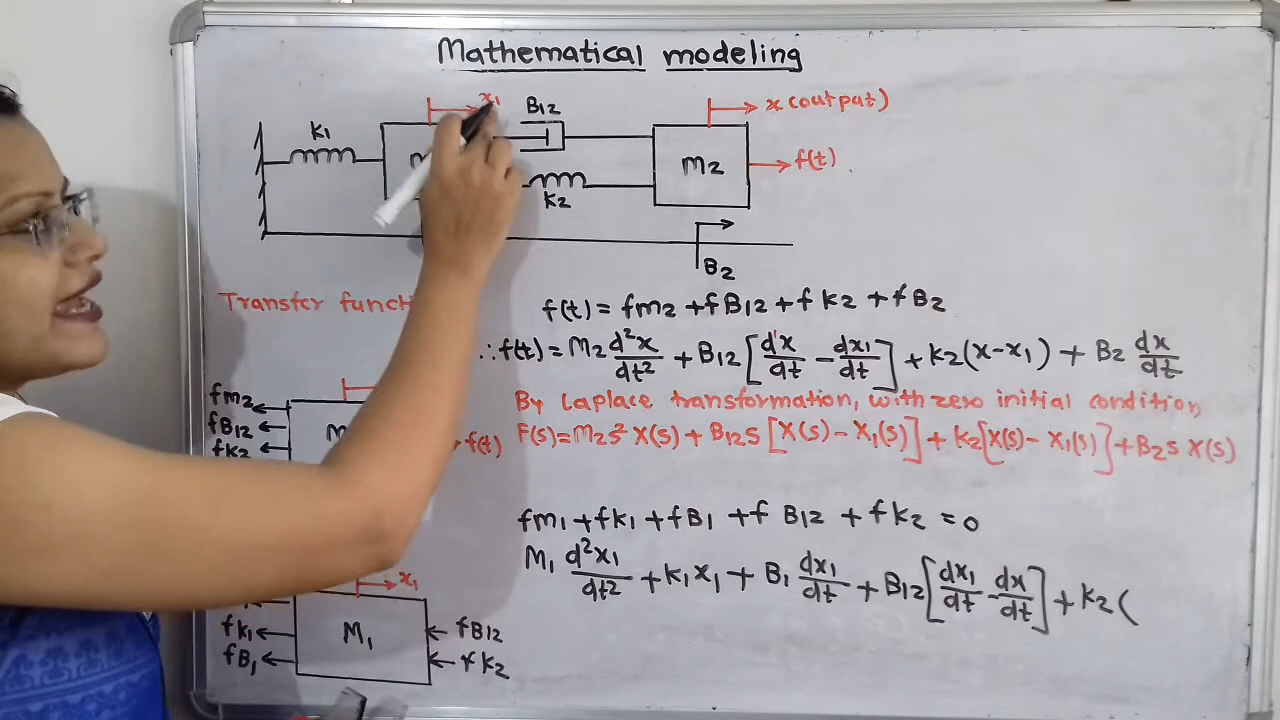 Mathematical modeling
x1 B12 x (output)
K1
M2 f(t)
K2
B2
Transfer functi
f(t) = fm2 + fB12 + fK2 + fB2
∴ f(t) = M2 d²x/dt² + B12 [dx/dt - dx1/dt] + K2(x-x1) + B2 dx/dt
By Laplace transformation, with zero initial condition
F(s) = M2s² X(s) + B12s [X(s) - X1(s)] + K2[X(s) - X1(s)] + B2s X(s)
fm2
fB12
fK2
f(t)
fm1 + fK1 + fB1 + fB12 + fK2 = 0
M1 d²x1/dt² + K1x1 + B1 dx1/dt + B12 [dx1/dt - dx/dt] + K2(
x1
fK1 M1 fB12
fB1 fK2